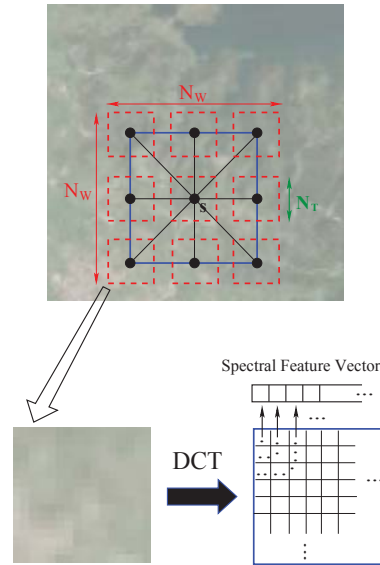 N_W
N_W
N_T
s
Spectral Feature Vector
...
...
DCT
...
...